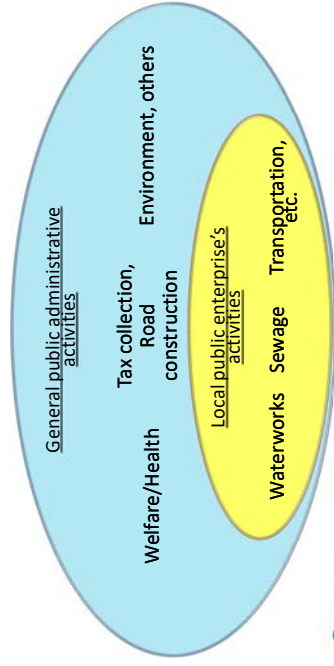 General public administrative
activities
Welfare/Health
Tax collection,
Road
construction
Environment, others
Local public enterprise's
activities
Waterworks
Sewage
Transportation,
etc.